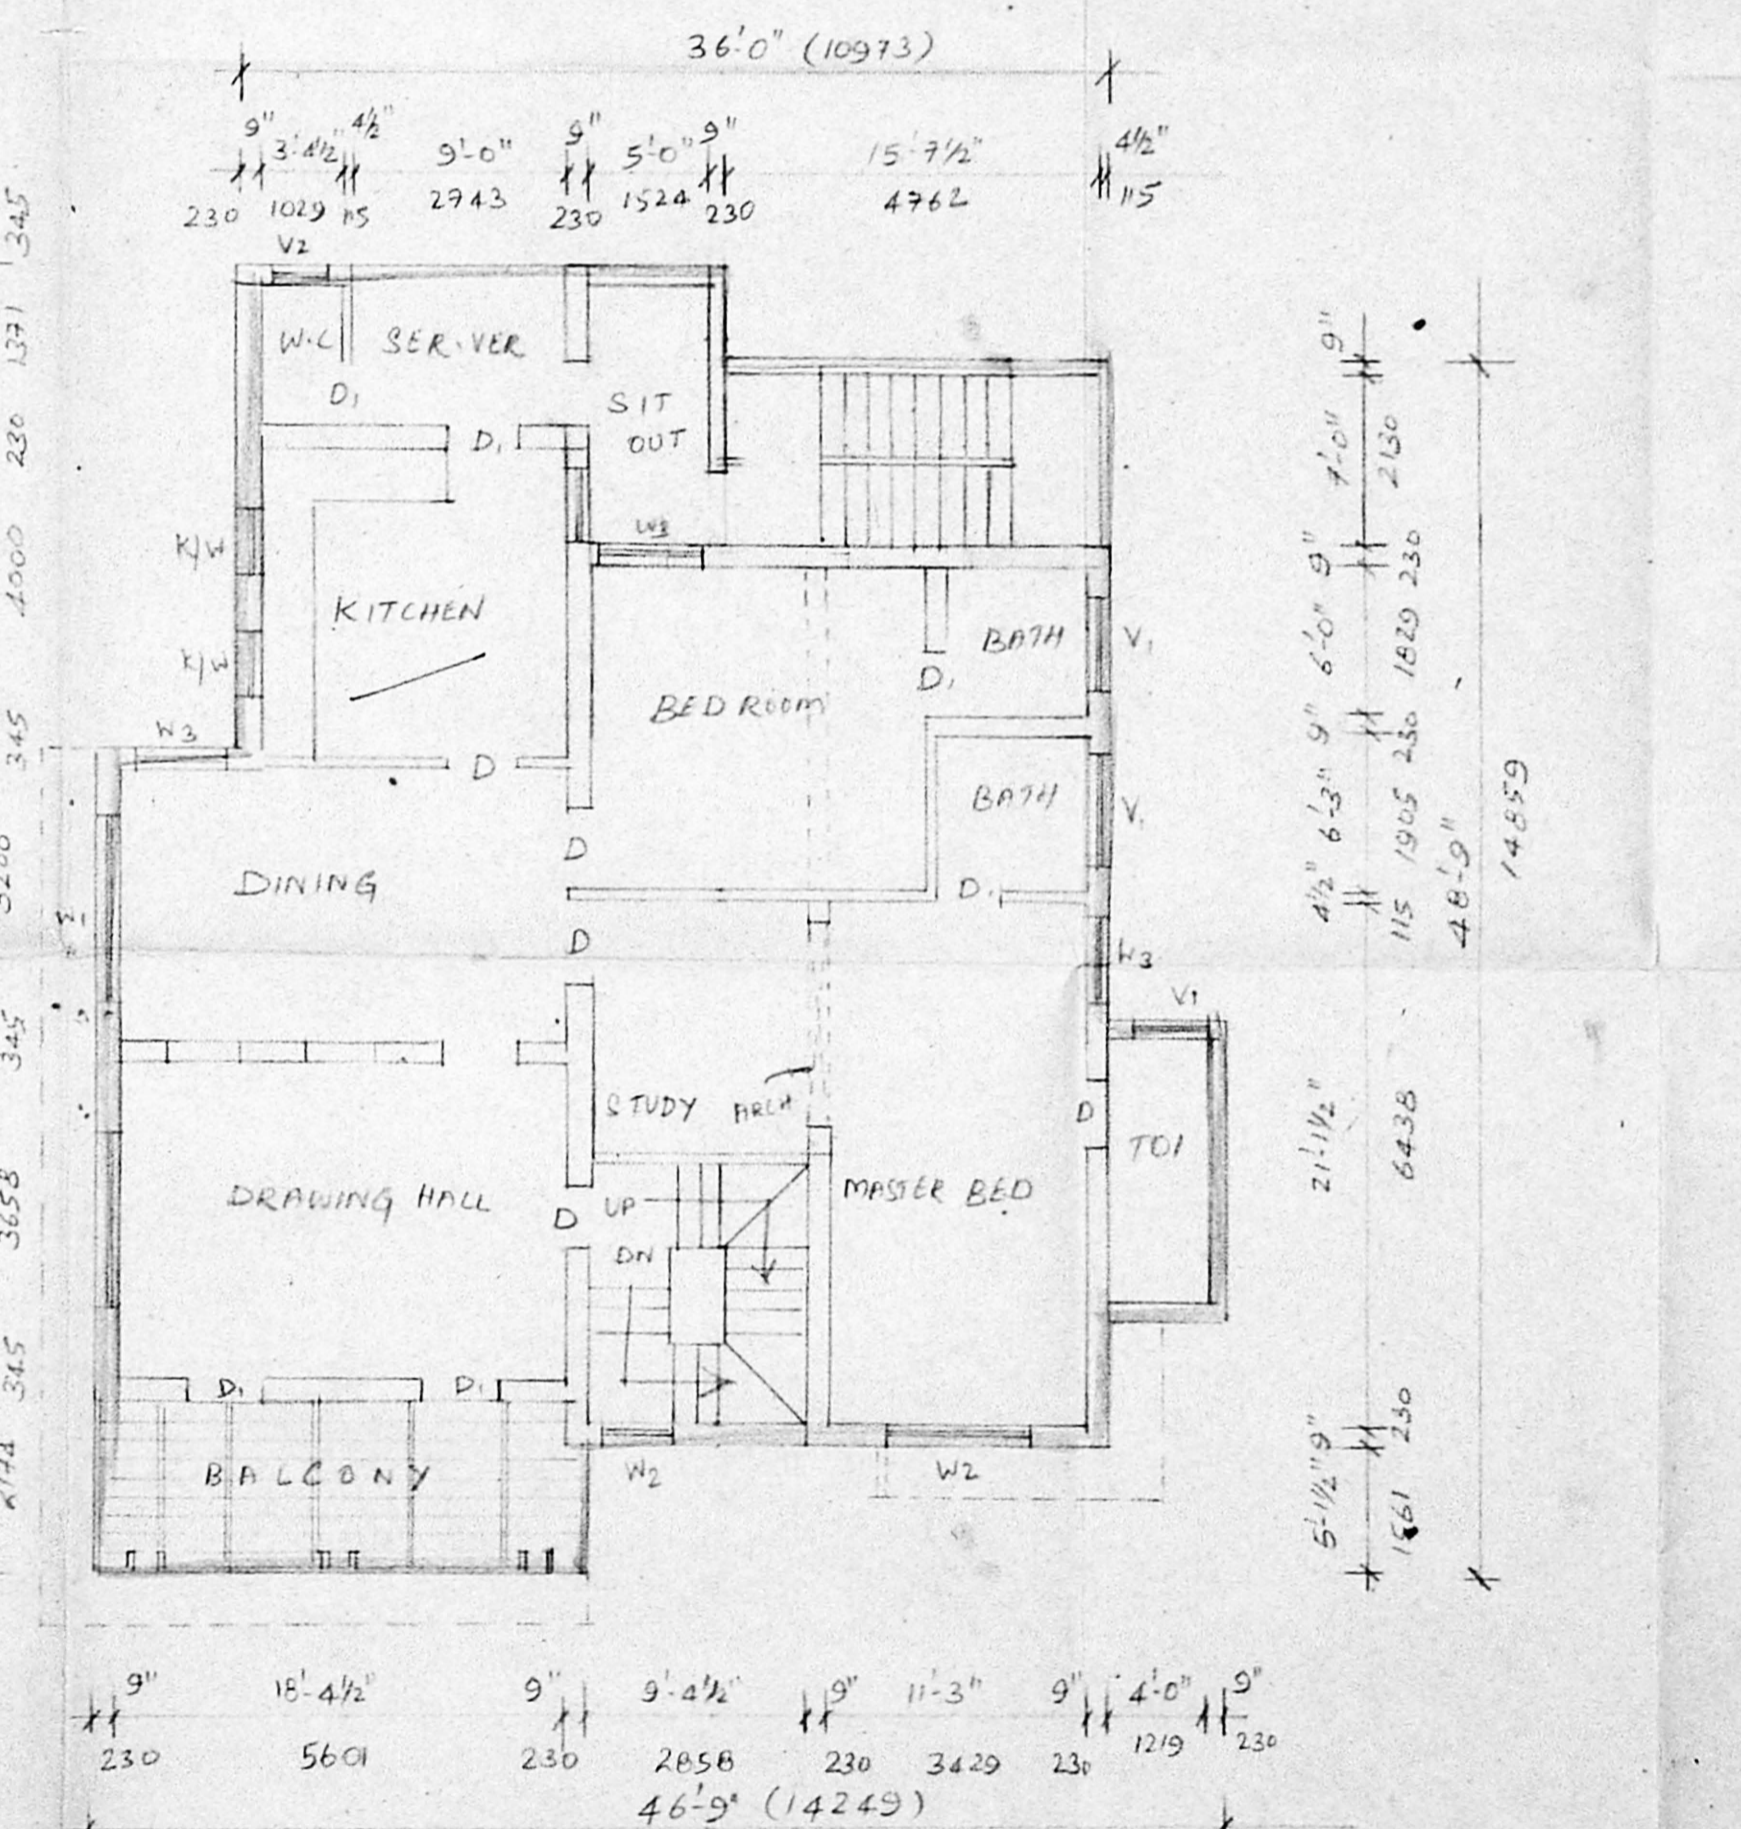 36'-0" (10973)
9" 3'-4½" 4½" 9'-0" 9" 5'-0" 9" 15'-7½" 4½"
230 1029 115 2743 230 1524 230 4762 115
V2
W.C SER.VER
D1
SIT
OUT
D1
K/W
W3
KITCHEN
BATH V1
K/W
D1
BED ROOM
W3
D
BATH V1
D
DINING
D1
W1
D
W3
V1
STUDY ARCH
D
TOI
DRAWING HALL
MASTER BED
D UP
DN
D1 D1
BALCONY
W2 W2
345 1371 230 4000 345 345 3658 345
9" 7'-0" 9" 6'-0" 9" 6'-3" 4½" 21'-1½" 9" 5'-1½"
2130 230 1829 230 1905 115 6438 230 1561
48'-9"
14859
9" 18'-4½" 9" 9'-4½" 9" 11'-3" 9" 4'-0" 9"
230 5601 230 2858 230 3429 230 1219 230
46'-9" (14249)